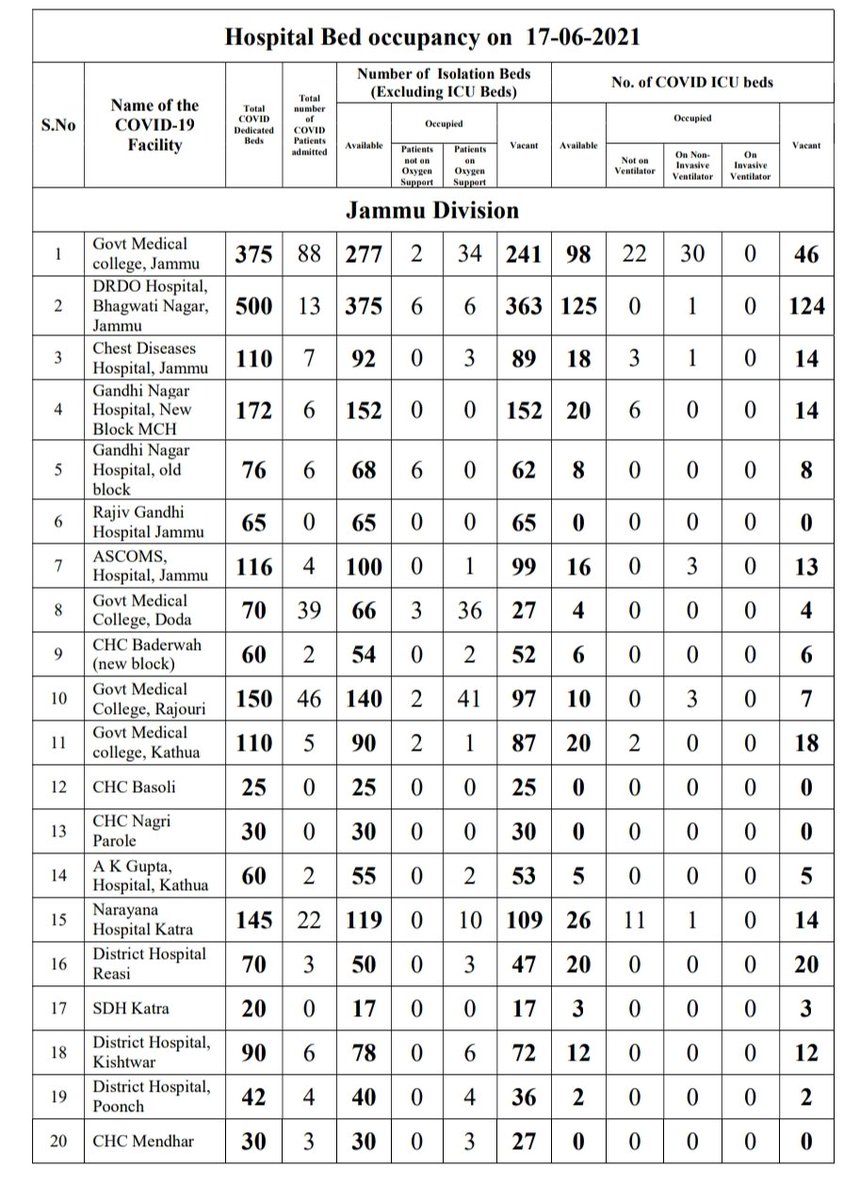 Hospital Bed occupancy on 17-06-2021
S.No
Name of the
COVID-19
Facility
Total
COVID
Dedicated
Beds
Total
number
of
COVID
Patients
admitted
Number of Isolation Beds
(Excluding ICU Beds)
Available
Occupied
Patients
not on
Oxygen
Support
Patients
on
Oxygen
Support
Vacant
No. of COVID ICU beds
Available
Occupied
Not on
Ventilator
On Non-
Invasive
Ventilator
On
Invasive
Ventilator
Vacant
Jammu Division
1 Govt Medical
college, Jammu 375 88 277 2 34 241 98 22 30 0 46
2 DRDO Hospital,
Bhagwati Nagar,
Jammu 500 13 375 6 6 363 125 0 1 0 124
3 Chest Diseases
Hospital, Jammu 110 7 92 0 3 89 18 3 1 0 14
4 Gandhi Nagar
Hospital, New
Block MCH 172 6 152 0 0 152 20 6 0 0 14
5 Gandhi Nagar
Hospital, old
block 76 6 68 6 0 62 8 0 0 0 8
6 Rajiv Gandhi
Hospital Jammu 65 0 65 0 0 65 0 0 0 0 0
7 ASCOMS,
Hospital, Jammu 116 4 100 0 1 99 16 0 3 0 13
8 Govt Medical
College, Doda 70 39 66 3 36 27 4 0 0 0 4
9 CHC Baderwah
(new block) 60 2 54 0 2 52 6 0 0 0 6
10 Govt Medical
College, Rajouri 150 46 140 2 41 97 10 0 3 0 7
11 Govt Medical
college, Kathua 110 5 90 2 1 87 20 2 0 0 18
12 CHC Basoli 25 0 25 0 0 25 0 0 0 0 0
13 CHC Nagri
Parole 30 0 30 0 0 30 0 0 0 0 0
14 A K Gupta,
Hospital, Kathua 60 2 55 0 2 53 5 0 0 0 5
15 Narayana
Hospital Katra 145 22 119 0 10 109 26 11 1 0 14
16 District Hospital
Reasi 70 3 50 0 3 47 20 0 0 0 20
17 SDH Katra 20 0 17 0 0 17 3 0 0 0 3
18 District Hospital,
Kishtwar 90 6 78 0 6 72 12 0 0 0 12
19 District Hospital,
Poonch 42 4 40 0 4 36 2 0 0 0 2
20 CHC Mendhar 30 3 30 0 3 27 0 0 0 0 0